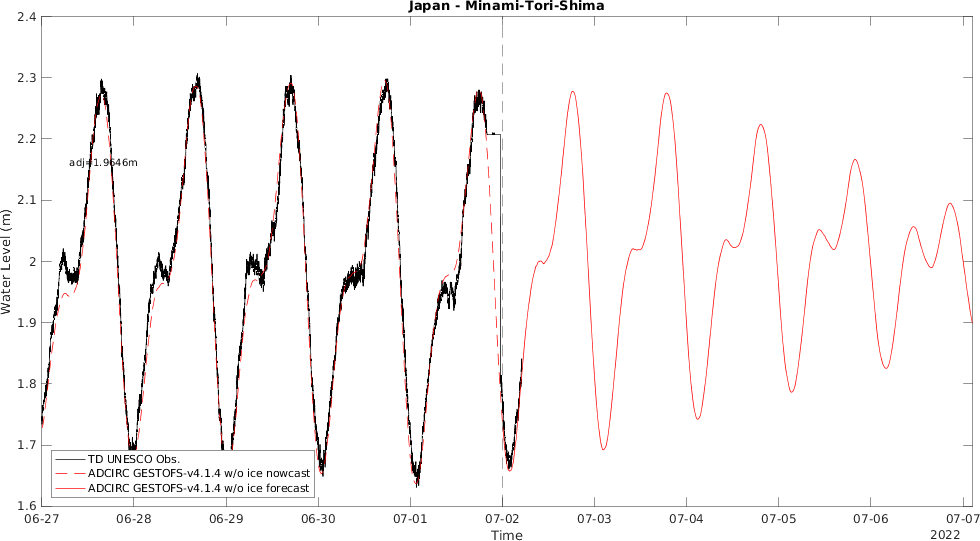 Japan - Minami-Tori-Shima
2.4
2.3
2.2
2.1
2
1.9
1.8
1.7
1.6
Water Level (m)
adj=1.9646m
TD UNESCO Obs.
ADCIRC GESTOFS-v4.1.4 w/o ice nowcast
ADCIRC GESTOFS-v4.1.4 w/o ice forecast
06-27 06-28 06-29 06-30 07-01 07-02 07-03 07-04 07-05 07-06 07-07
Time
2022